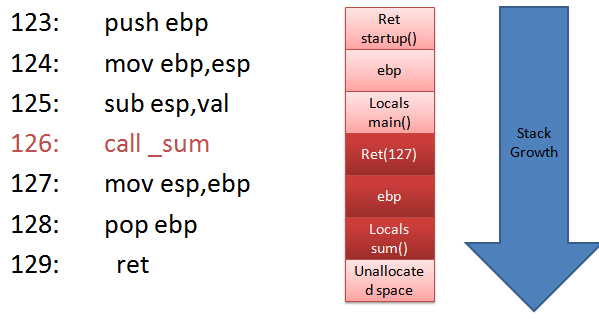 123: push ebp
124: mov ebp,esp
125: sub esp,val
126: call _sum
127: mov esp,ebp
128: pop ebp
129: ret
Ret
startup()
ebp
Locals
main()
Ret(127)
ebp
Locals
sum()
Unallocate
d space
Stack
Growth